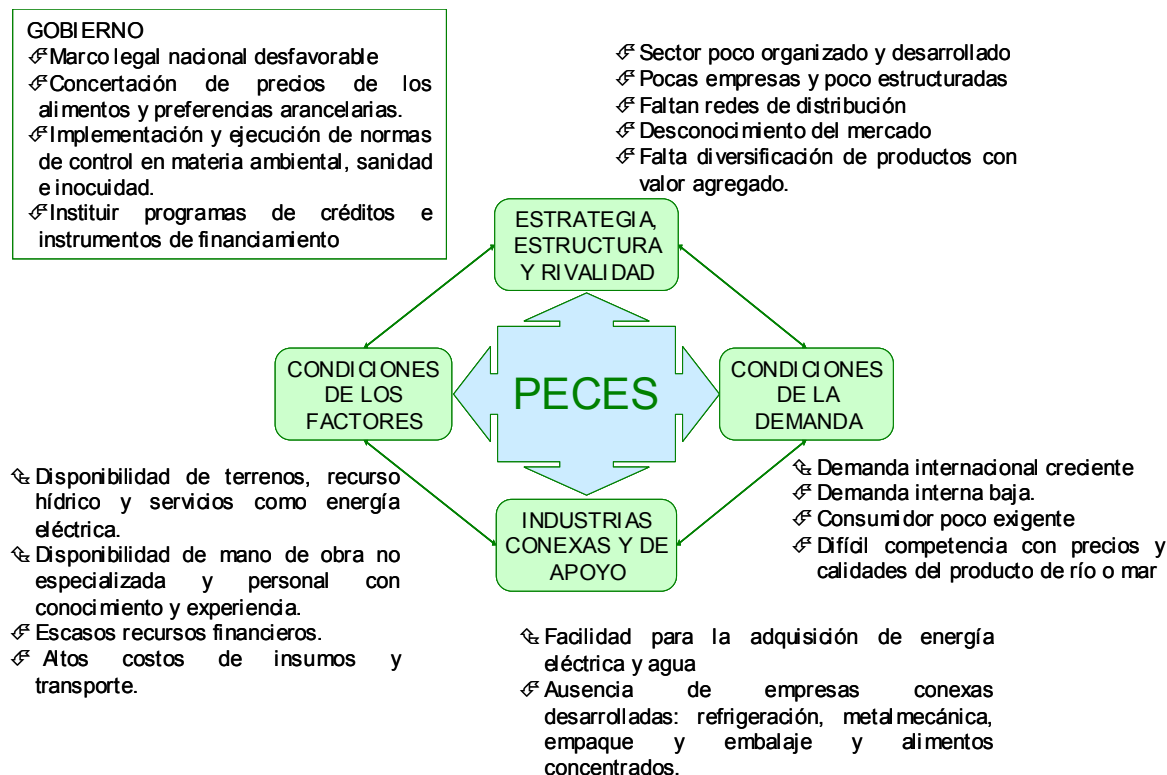 GOBIERNO
Marco legal nacional desfavorable
Concertación de precios de los
alimentos y preferencias arancelarias.
Implementación y ejecución de normas
de control en materia ambiental, sanidad
e inocuidad.
Instituir programas de créditos e
instrumentos de financiamiento
Sector poco organizado y desarrollado
Pocas empresas y poco estructuradas
Faltan redes de distribución
Desconocimiento del mercado
Falta diversificación de productos con
valor agregado.
ESTRATEGIA,
ESTRUCTURA
Y RIVALIDAD
CONDICIONES
DE LOS
FACTORES
PECES
CONDICIONES
DE LA
DEMANDA
Disponibilidad de terrenos, recurso
hídrico y servicios como energía
eléctrica.
Disponibilidad de mano de obra no
especializada y personal con
conocimiento y experiencia.
Escasos recursos financieros.
Altos costos de insumos y
transporte.
INDUSTRIAS
CONEXAS Y DE
APOYO
Demanda internacional creciente
Demanda interna baja.
Consumidor poco exigente
Difícil competencia con precios y
calidades del producto de río o mar
Facilidad para la adquisición de energía
eléctrica y agua
Ausencia de empresas conexas
desarrolladas: refrigeración, metalmecánica,
empaque y embalaje y alimentos
concentrados.